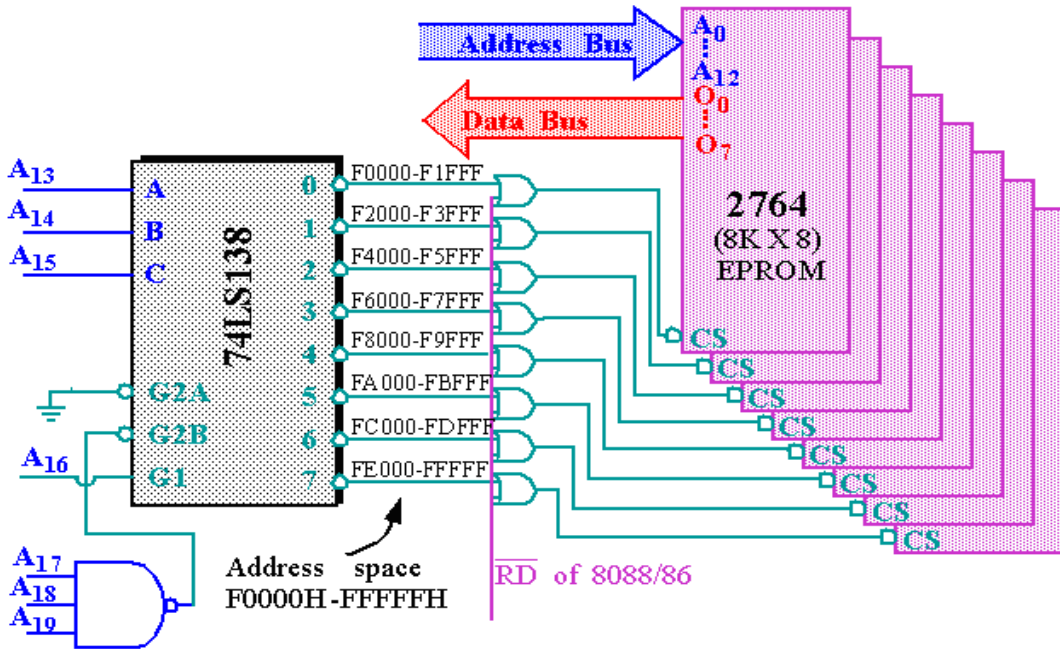 Address Bus
A0
A12
O0
O7
Data Bus
2764
(8K X 8)
EPROM
A13
A14
A15
A16
A
B
C
74LS138
G2A
G2B
G1
0
1
2
3
4
5
6
7
F0000-F1FFF
F2000-F3FFF
F4000-F5FFF
F6000-F7FFF
F8000-F9FFF
FA000-FBFFF
FC000-FDFFF
FE000-FFFFF
CS
CS
CS
CS
CS
CS
CS
CS
A17
A18
A19
Address space
F0000H-FFFFFH
RD of 8088/86